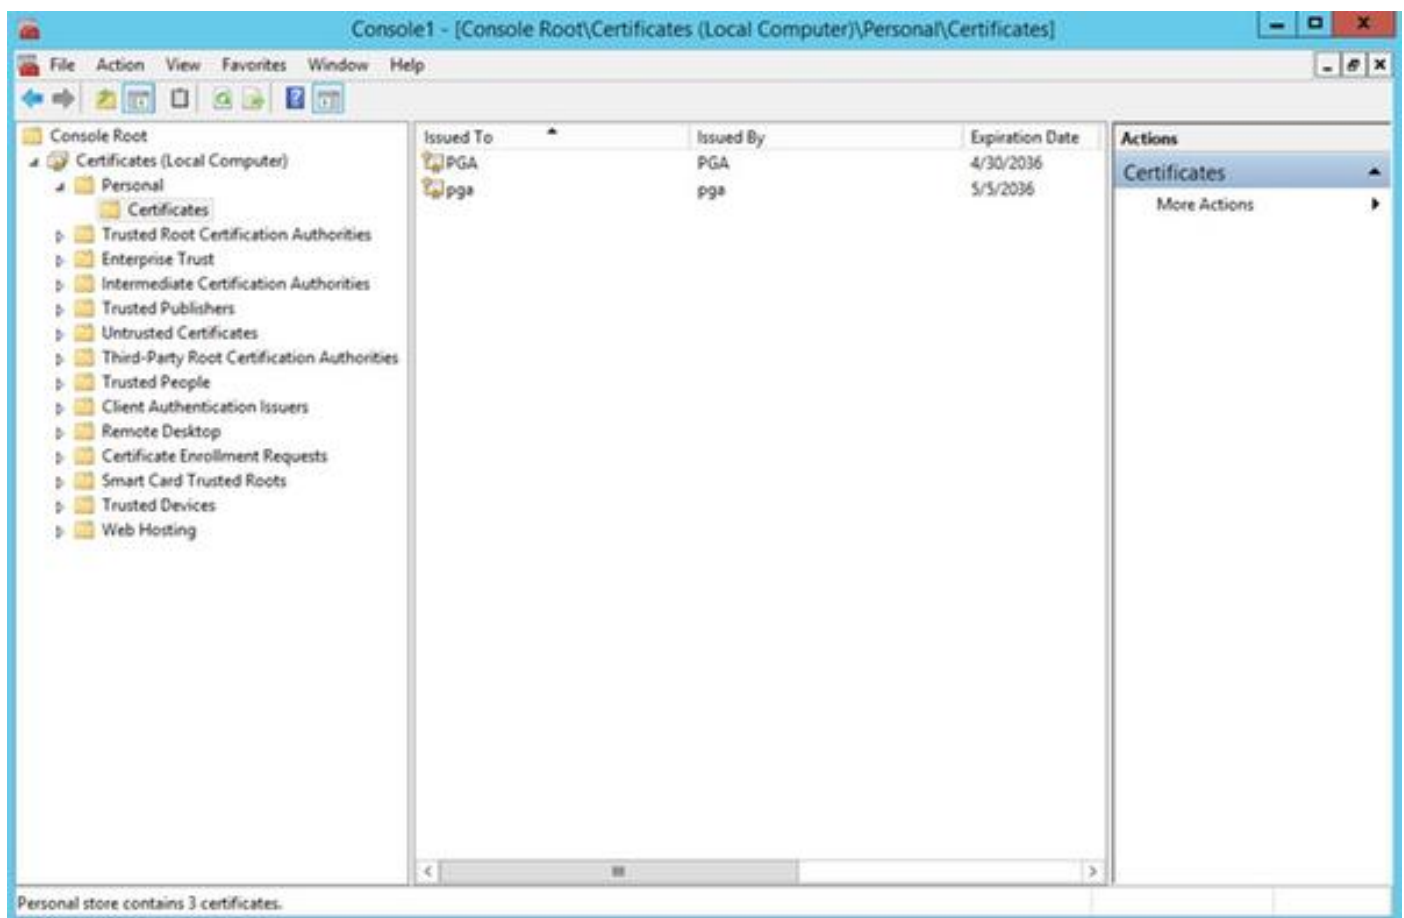 Console1 - [Console Root\Certificates (Local Computer)\Personal\Certificates]
File Action View Favorites Window Help
Console Root
Certificates (Local Computer)
Personal
Certificates
Trusted Root Certification Authorities
Enterprise Trust
Intermediate Certification Authorities
Trusted Publishers
Untrusted Certificates
Third-Party Root Certification Authorities
Trusted People
Client Authentication Issuers
Remote Desktop
Certificate Enrollment Requests
Smart Card Trusted Roots
Trusted Devices
Web Hosting
Issued To Issued By Expiration Date
PGA PGA 4/30/2036
pga pga 5/5/2036
Actions
Certificates
More Actions
Personal store contains 3 certificates.